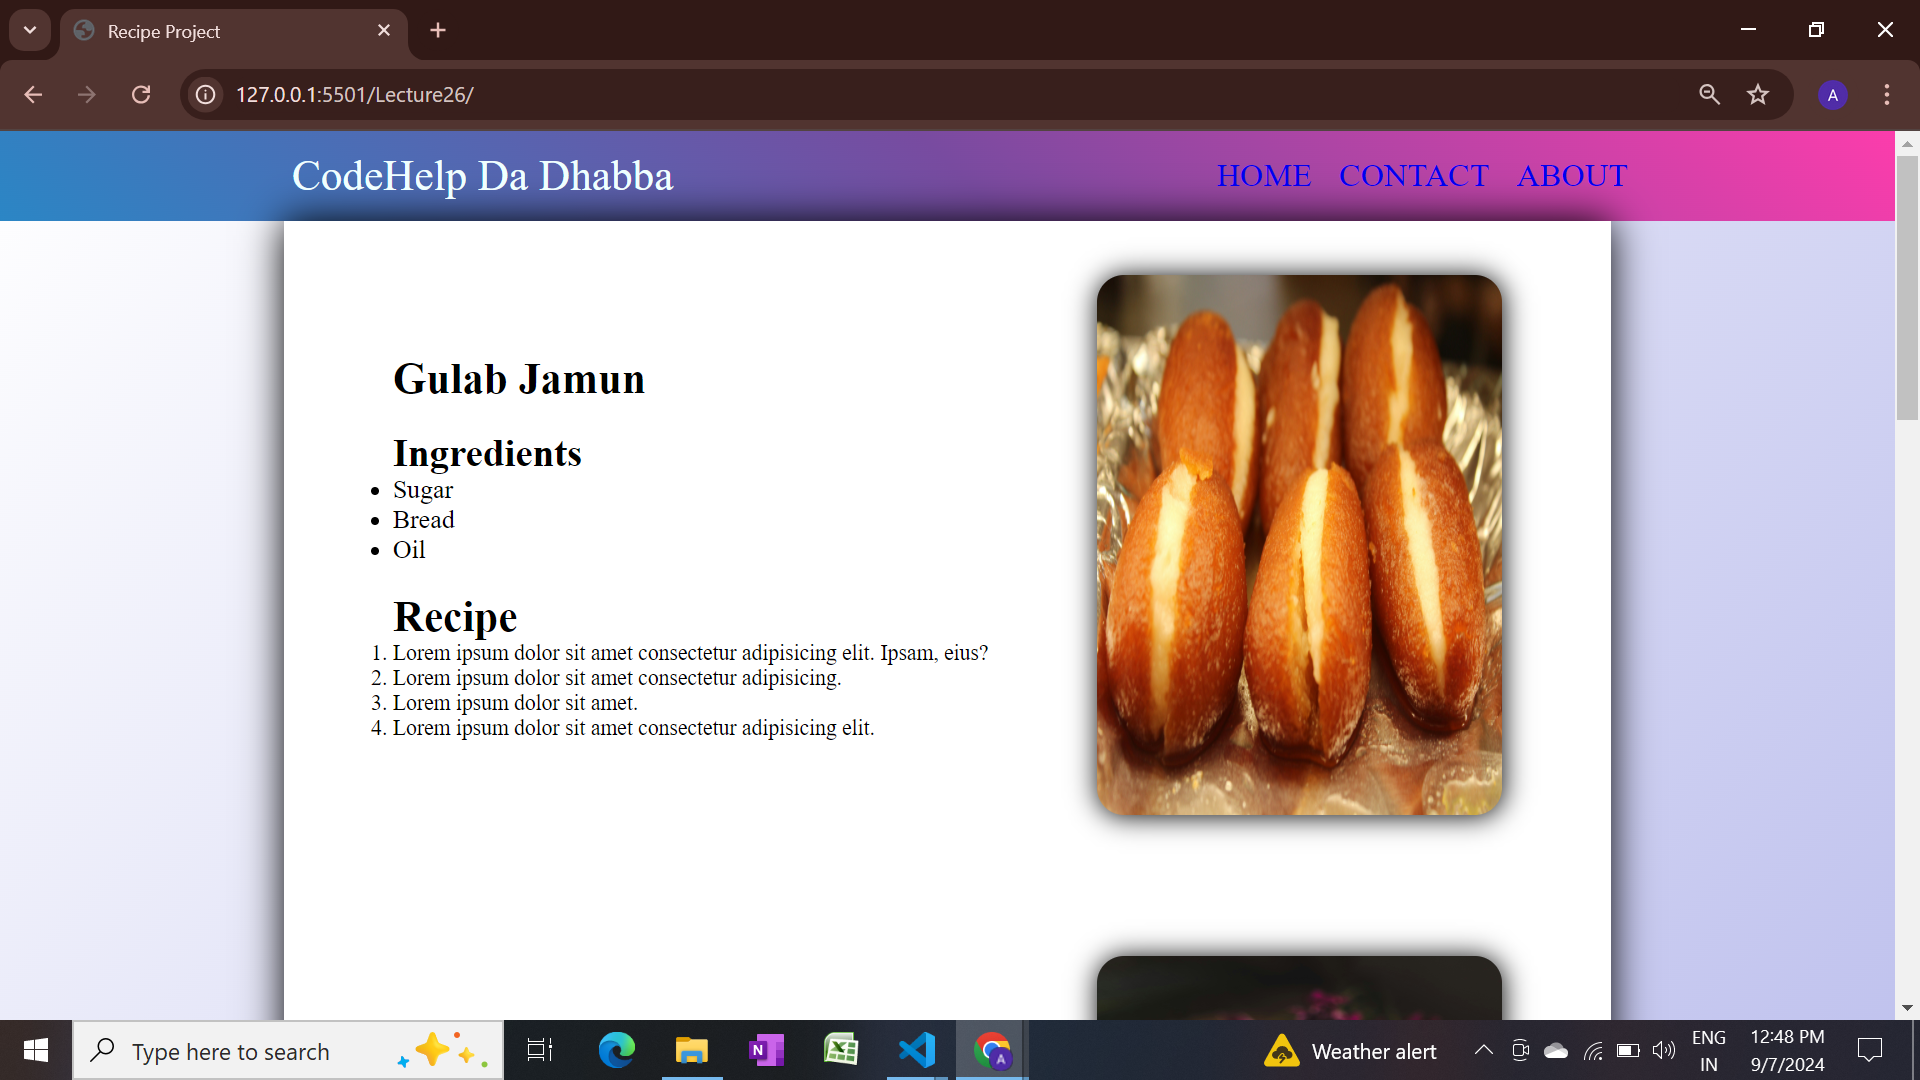 Recipe Project
127.0.0.1:5501/Lecture26/
A
CodeHelp Da Dhabba
HOME CONTACT ABOUT
Gulab Jamun
Ingredients
• Sugar
• Bread
• Oil
Recipe
1. Lorem ipsum dolor sit amet consectetur adipisicing elit. Ipsam, eius?
2. Lorem ipsum dolor sit amet consectetur adipisicing.
3. Lorem ipsum dolor sit amet.
4. Lorem ipsum dolor sit amet consectetur adipisicing elit.
Type here to search
N
A
Weather alert
ENG
IN
12:48 PM
9/7/2024